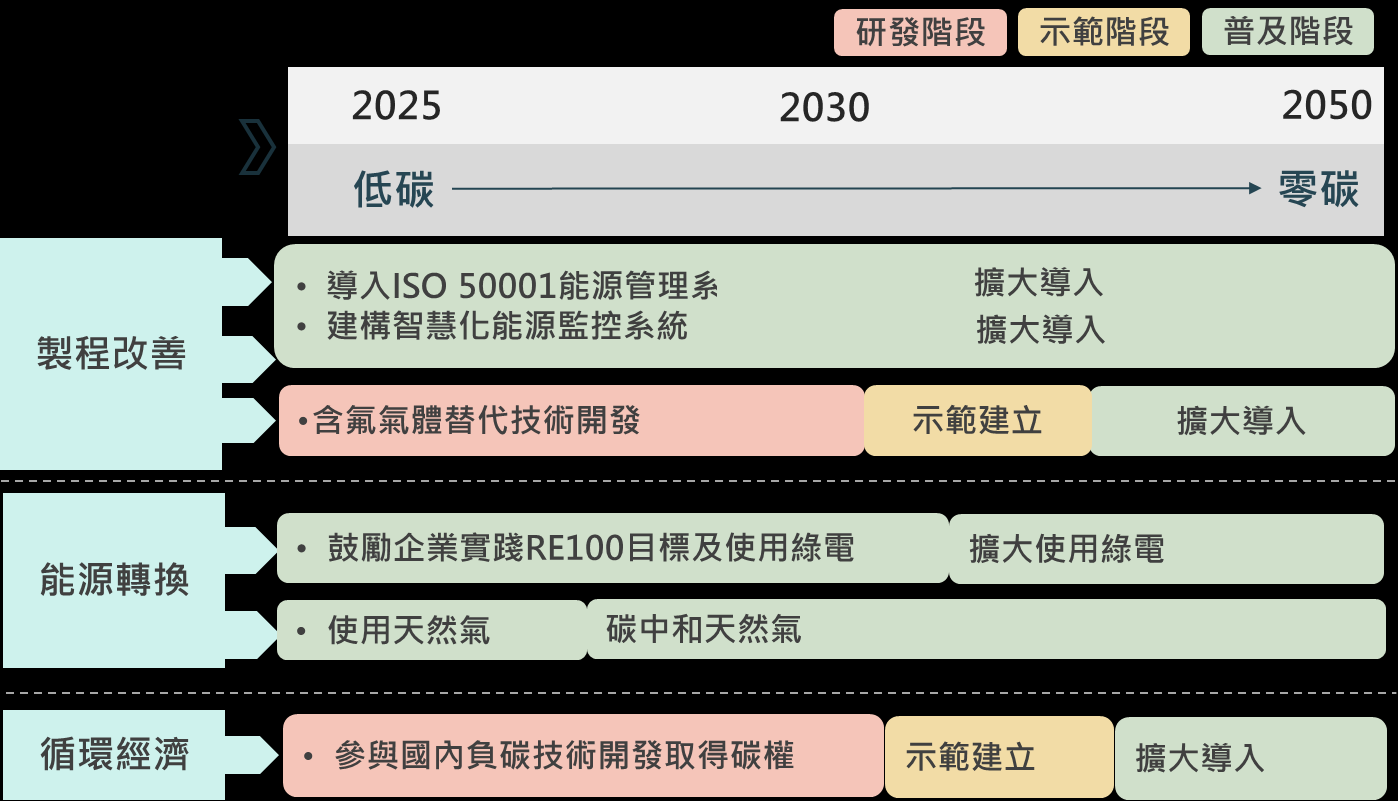 研發階段 示範階段 普及階段
2025 2030 2050
低碳 零碳
製程改善
• 導入ISO 50001能源管理系 擴大導入
• 建構智慧化能源監控系統 擴大導入
•含氟氣體替代技術開發 示範建立 擴大導入
能源轉換
• 鼓勵企業實踐RE100目標及使用綠電 擴大使用綠電
• 使用天然氣 碳中和天然氣
循環經濟
• 參與國內負碳技術開發取得碳權 示範建立 擴大導入